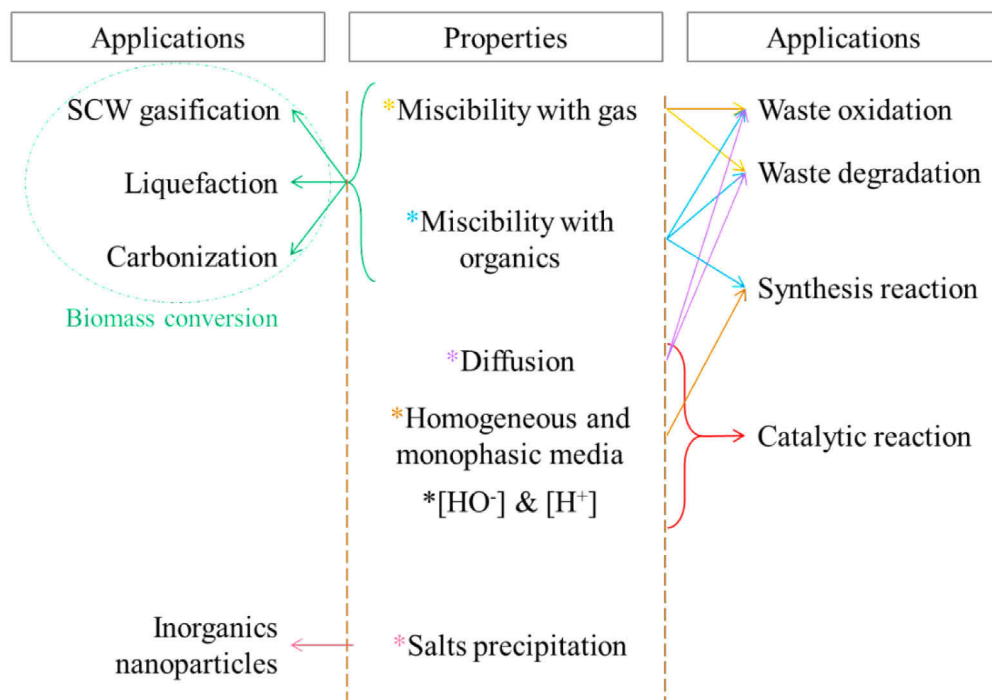 Applications
Properties
Applications
SCW gasification
Liquefaction
Carbonization
Biomass conversion
Inorganics
nanoparticles
*Miscibility with gas
*Miscibility with
organics
*Diffusion
*Homogeneous and
monophasic media
*[HO⁻] & [H⁺]
*Salts precipitation
Waste oxidation
Waste degradation
Synthesis reaction
Catalytic reaction